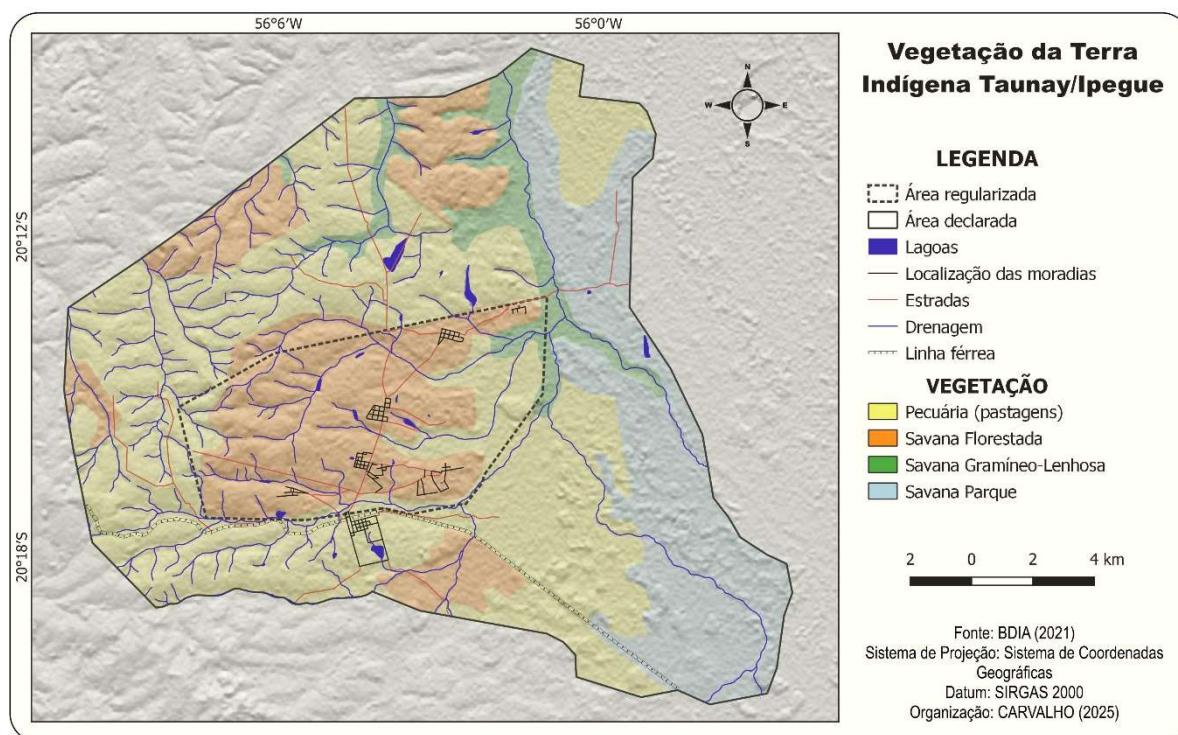 56°6'W
56°0'W
20°12'S
20°18'S
N
W
E
S
Vegetação da Terra
Indígena Taunay/Ipegue
LEGENDA
Área regularizada
Área declarada
Lagoas
Localização das moradias
Estradas
Drenagem
Linha férrea
VEGETAÇÃO
Pecuária (pastagens)
Savana Florestada
Savana Gramíneo-Lenhosa
Savana Parque
2 0 2 4 km
Fonte: BDIA (2021)
Sistema de Projeção: Sistema de Coordenadas
Geográficas
Datum: SIRGAS 2000
Organização: CARVALHO (2025)